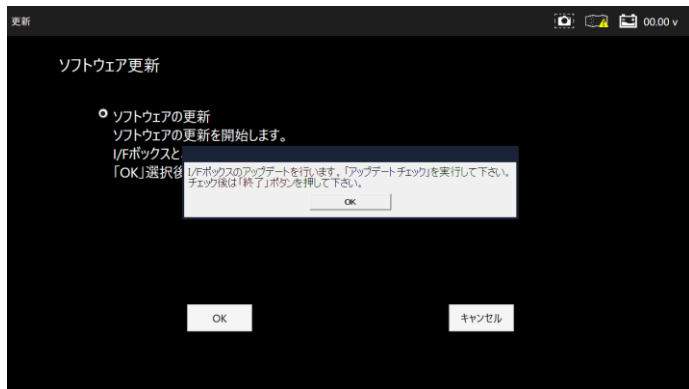 更新
00.00 v
ソフトウェア更新
ソフトウェアの更新
ソフトウェアの更新を開始します。
I/Fボックスと
「OK」選択後
I/Fボックスのアップデートを行います。「アップデートチェック」を実行して下さい。
チェック後は「終了」ボタンを押して下さい。
OK
OK
キャンセル